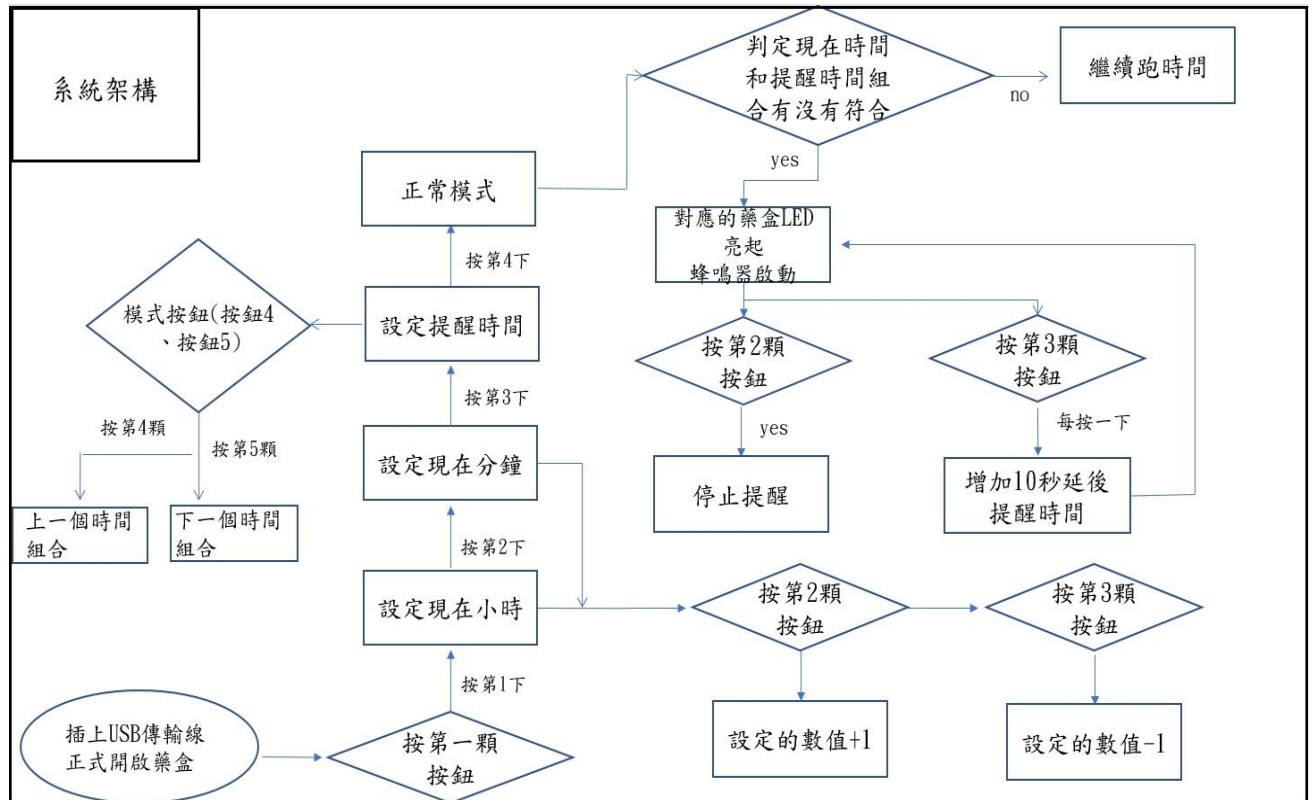 系統架構
判定現在時間
和提醒時間組
合有沒有符合
no
繼續跑時間
yes
正常模式
對應的藥盒LED
亮起
蜂鳴器啟動
按第4下
模式按鈕(按鈕4
、按鈕5)
設定提醒時間
按第2顆
按鈕
按第3顆
按鈕
按第3下
yes
每按一下
按第4顆
按第5顆
設定現在分鐘
停止提醒
增加10秒延後
提醒時間
上一個時間
組合
下一個時間
組合
按第2下
設定現在小時
按第2顆
按鈕
按第3顆
按鈕
按第1下
插上USB傳輸線
正式開啟藥盒
按第一顆
按鈕
設定的數值+1
設定的數值-1